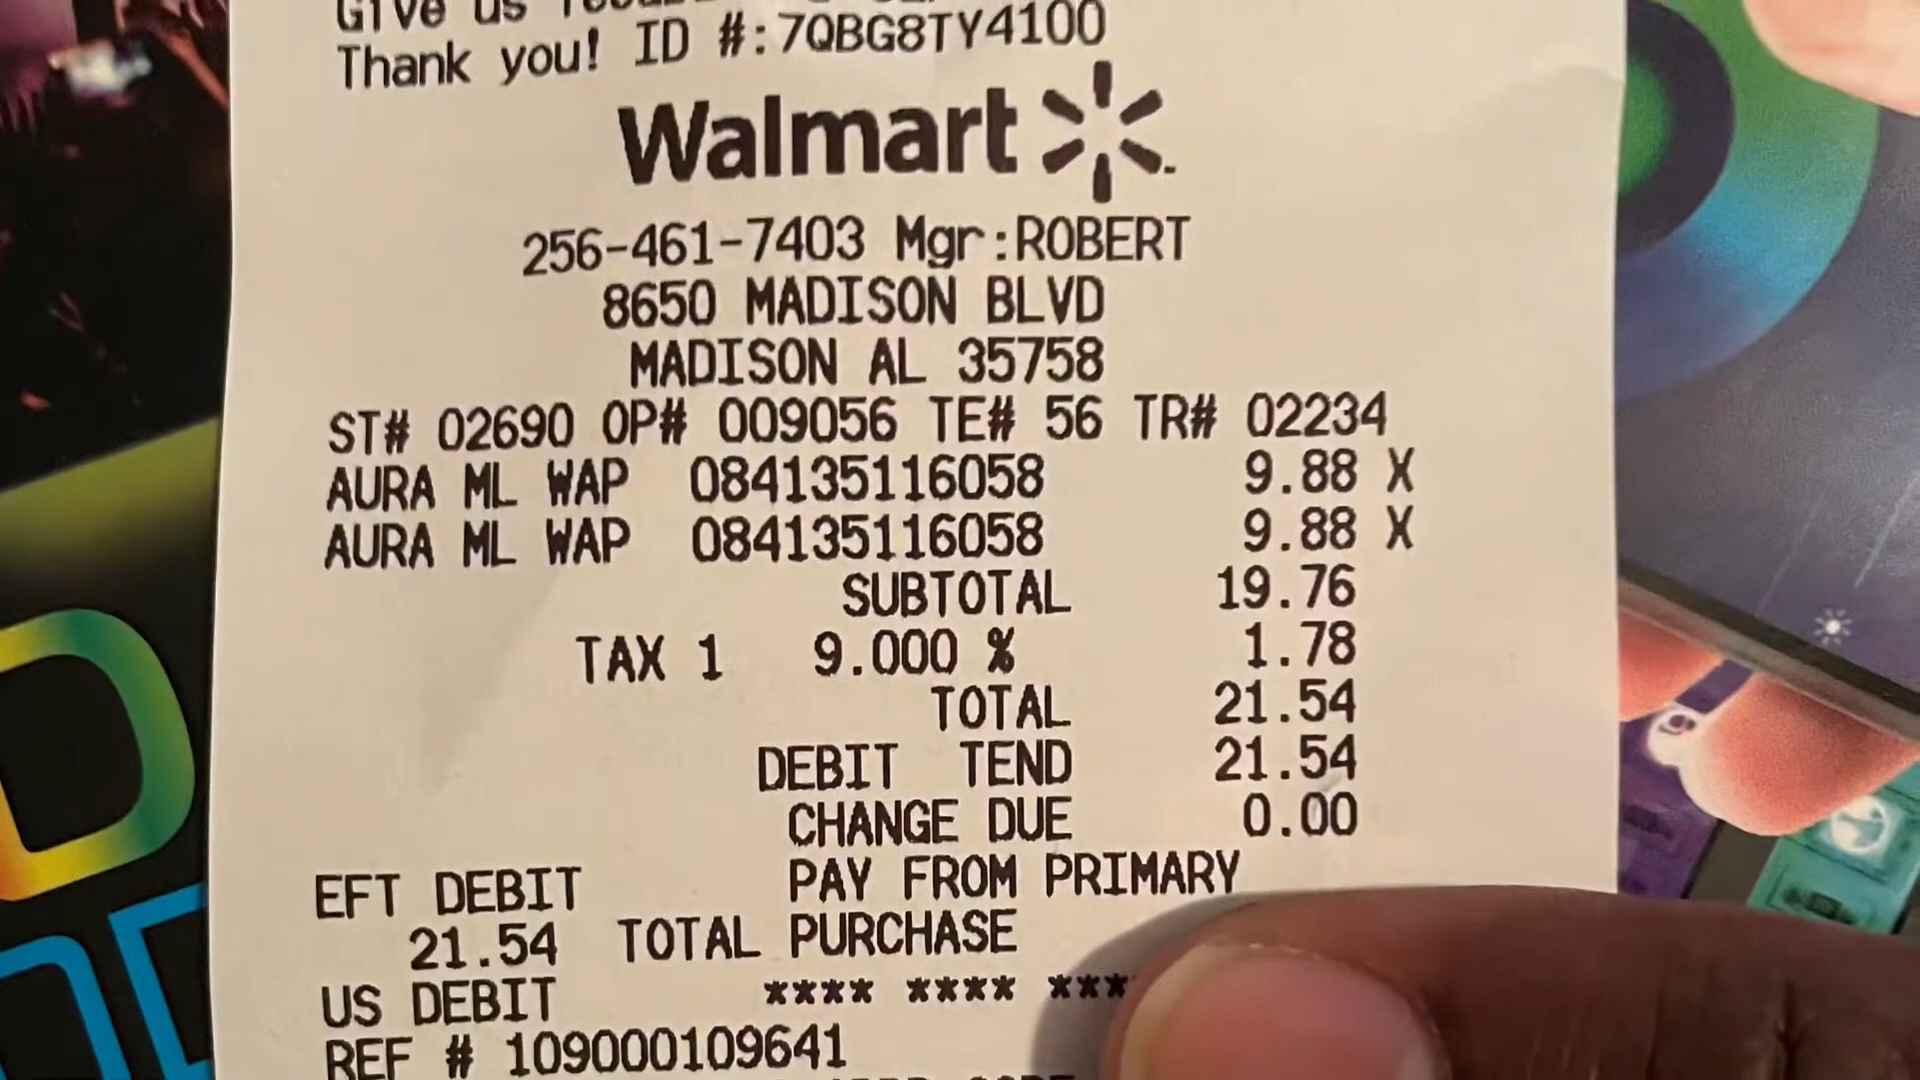 Give us
Thank you! ID #:7QBG8TY4100
Walmart
256-461-7403 Mgr:ROBERT
8650 MADISON BLVD
MADISON AL 35758
ST# 02690 OP# 009056 TE# 56 TR# 02234
AURA ML WAP 084135116058 9.88 X
AURA ML WAP 084135116058 9.88 X
SUBTOTAL 19.76
TAX 1 9.000 % 1.78
TOTAL 21.54
DEBIT TEND 21.54
CHANGE DUE 0.00
EFT DEBIT PAY FROM PRIMARY
21.54 TOTAL PURCHASE
US DEBIT **** **** ***
REF # 109000109641